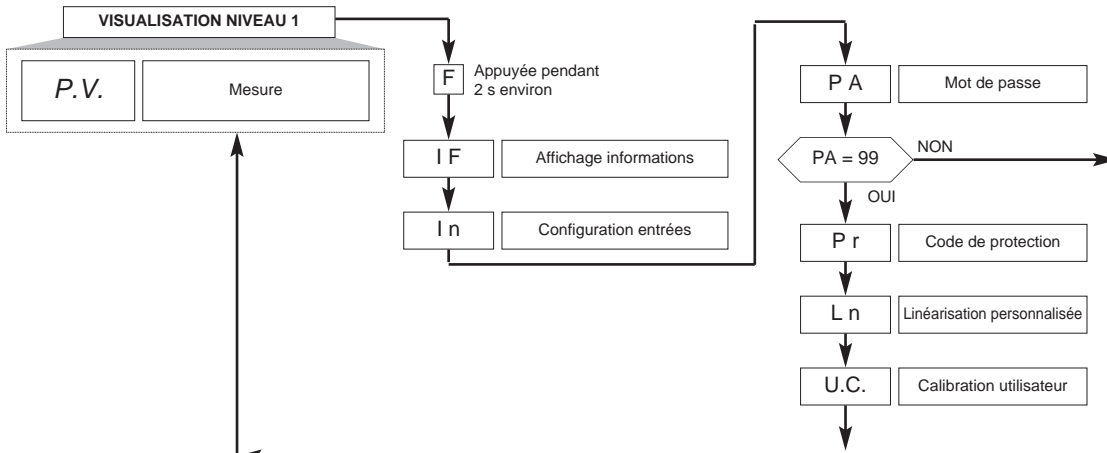 VISUALISATION NIVEAU 1
P.V.
Mesure
F
Appuyée pendant
2 s environ
I F
Affichage informations
I n
Configuration entrées
P A
Mot de passe
PA = 99
NON
OUI
P r
Code de protection
L n
Linéarisation personnalisée
U.C.
Calibration utilisateur